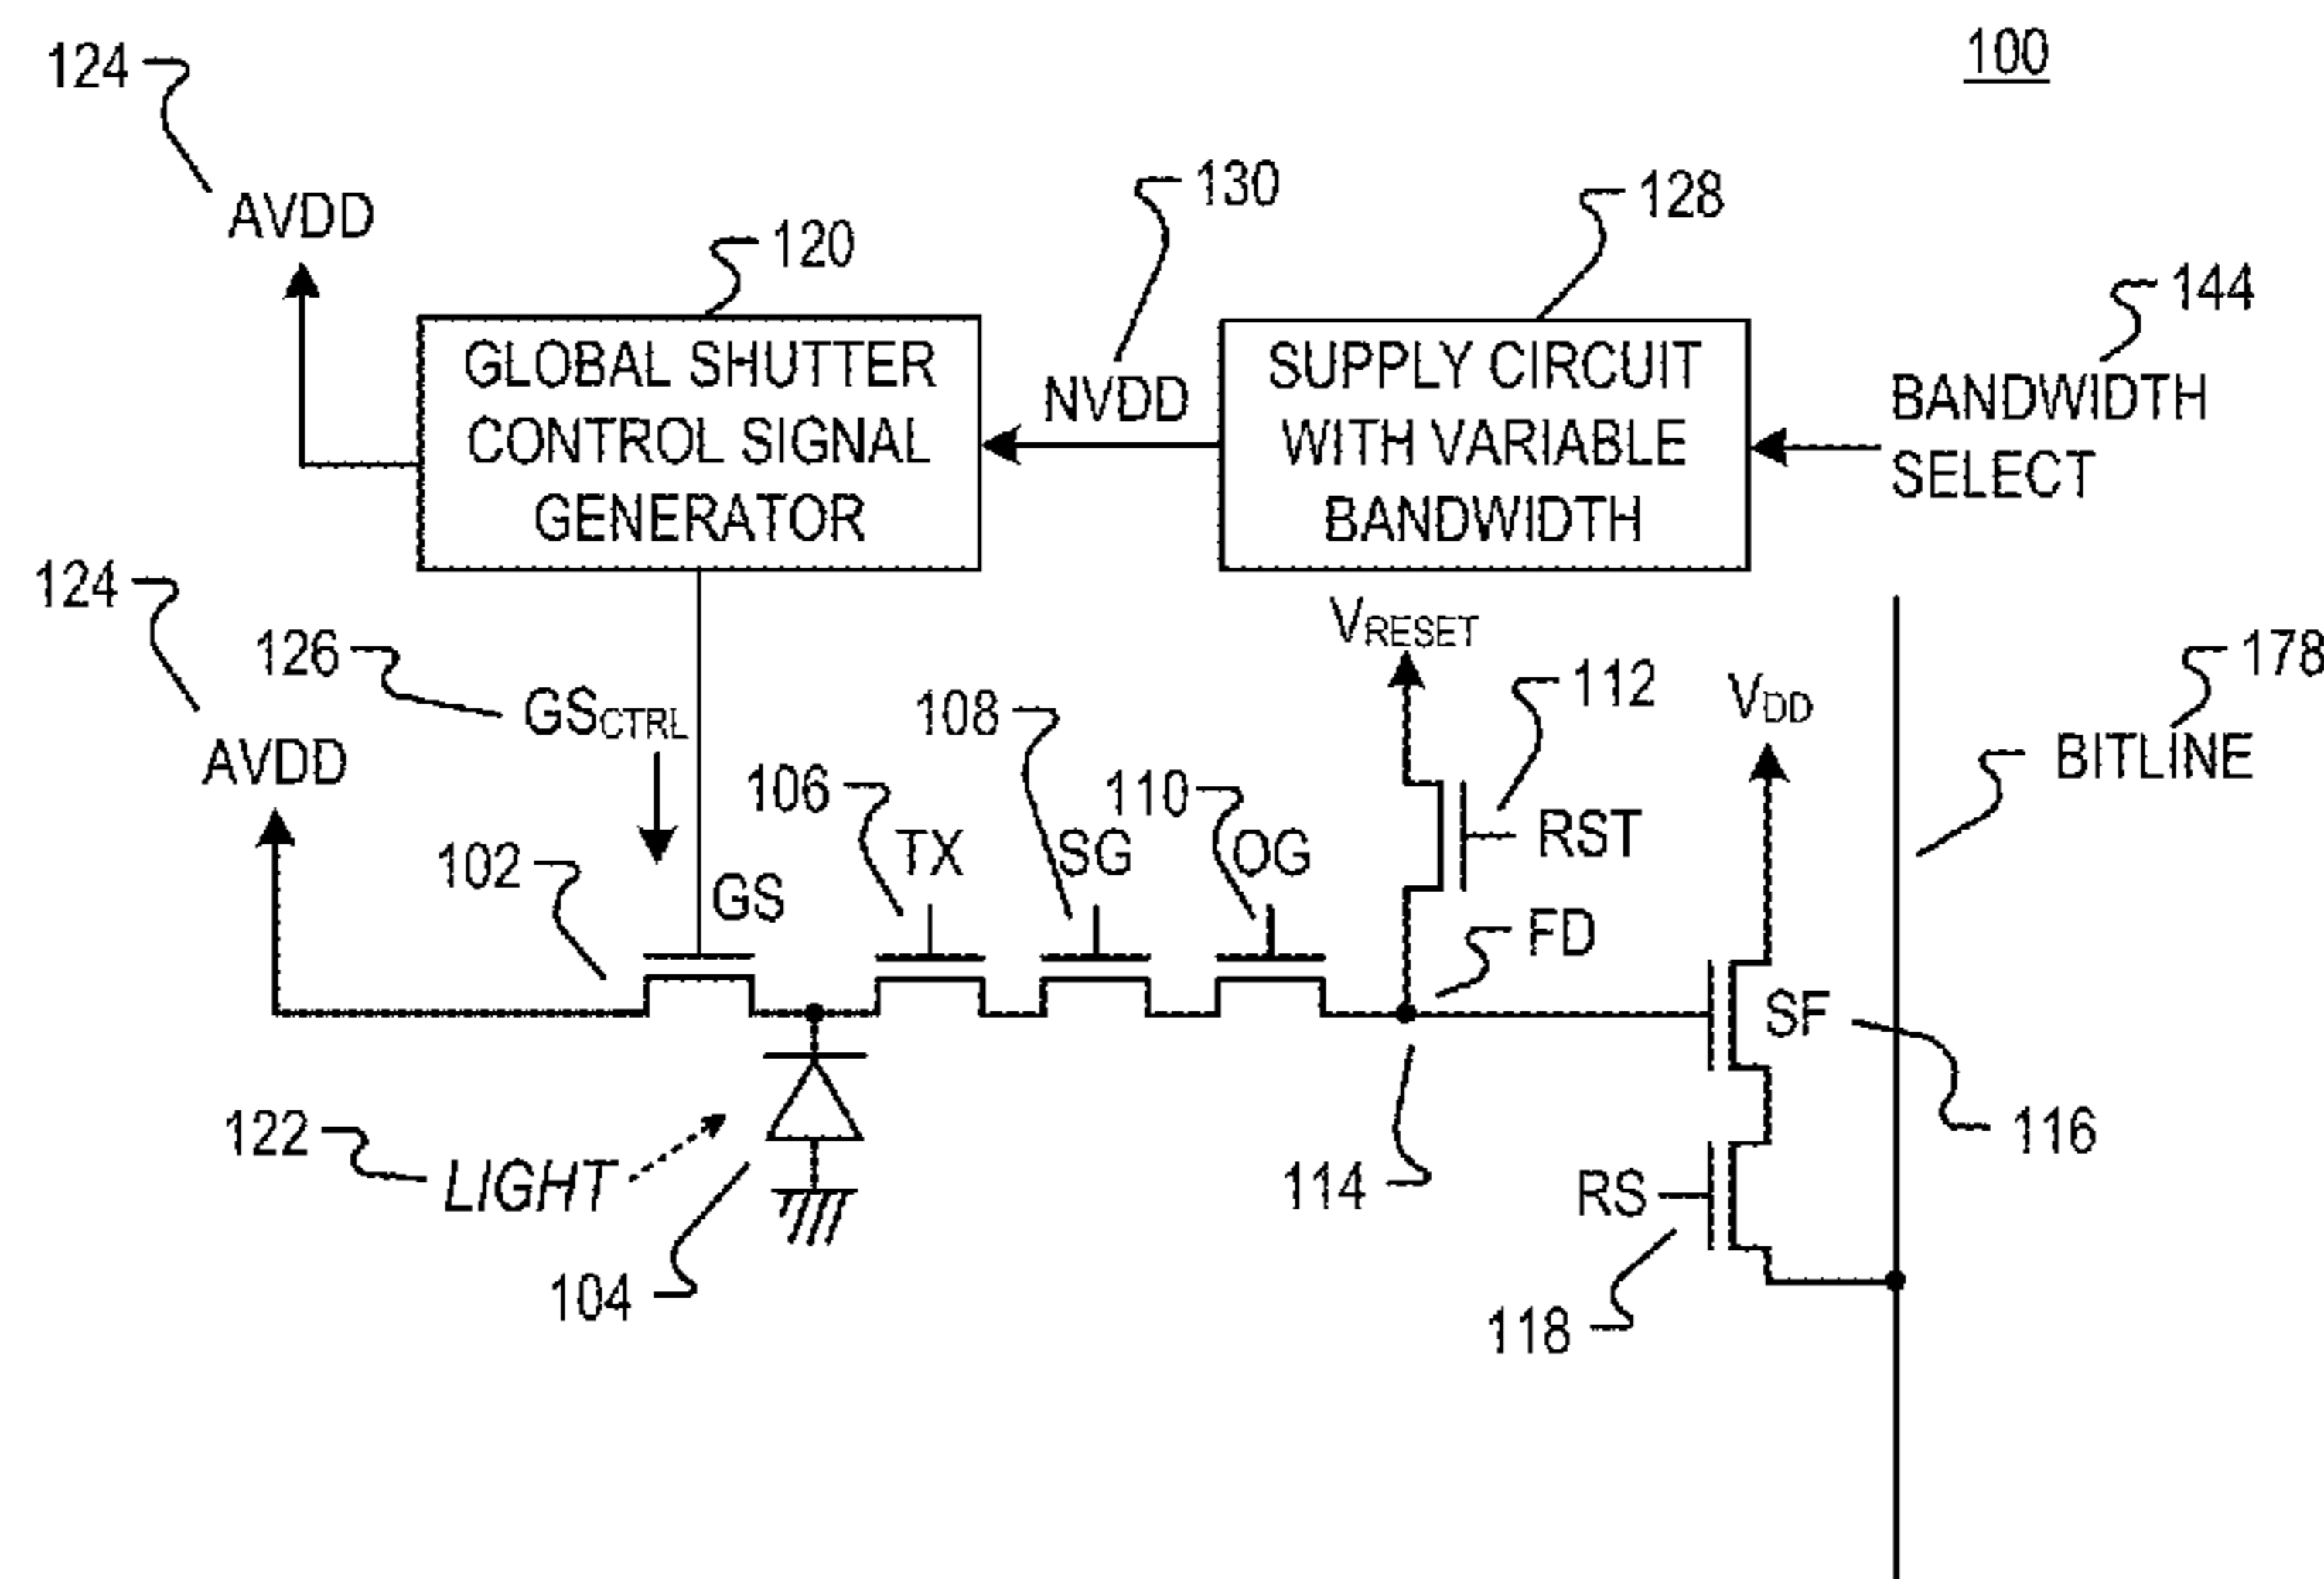 100
124
AVDD
120
130
128
144
GLOBAL SHUTTER
CONTROL SIGNAL
GENERATOR
NVDD
SUPPLY CIRCUIT
WITH VARIABLE
BANDWIDTH
BANDWIDTH
SELECT
124
AVDD
126
GSCTRL
VRESET
112
VDD
178
BITLINE
108
106
TX
SG
110
OG
RST
102
GS
FD
SF
122
LIGHT
104
114
116
RS
118